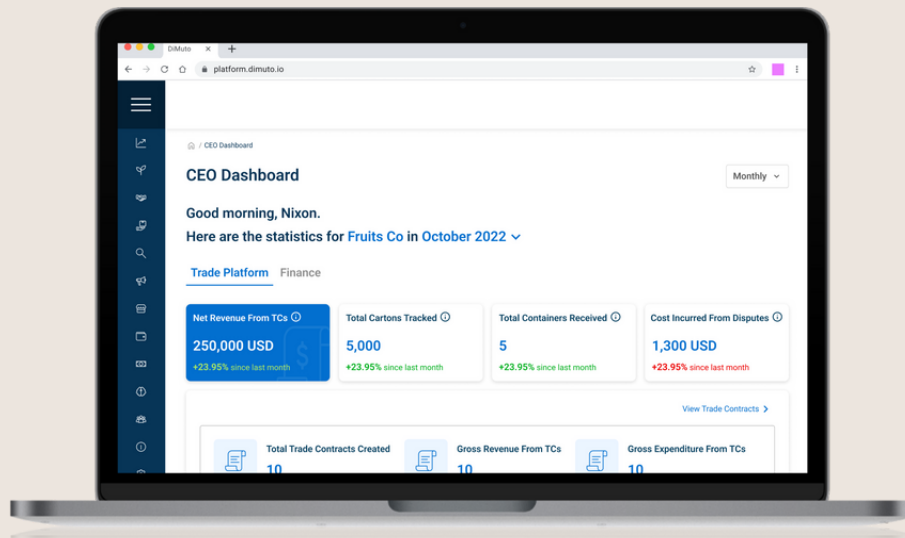 DiMuto
platform.dimuto.io
/ CEO Dashboard
CEO Dashboard
Monthly
Good morning, Nixon.
Here are the statistics for Fruits Co in October 2022
Trade Platform Finance
Net Revenue From TCs
250,000 USD
+23.95% since last month
Total Cartons Tracked
5,000
+23.95% since last month
Total Containers Received
5
+23.95% since last month
Cost Incurred From Disputes
1,300 USD
+23.95% since last month
View Trade Contracts
Total Trade Contracts Created
10
Gross Revenue From TCs
10
Gross Expenditure From TCs
10